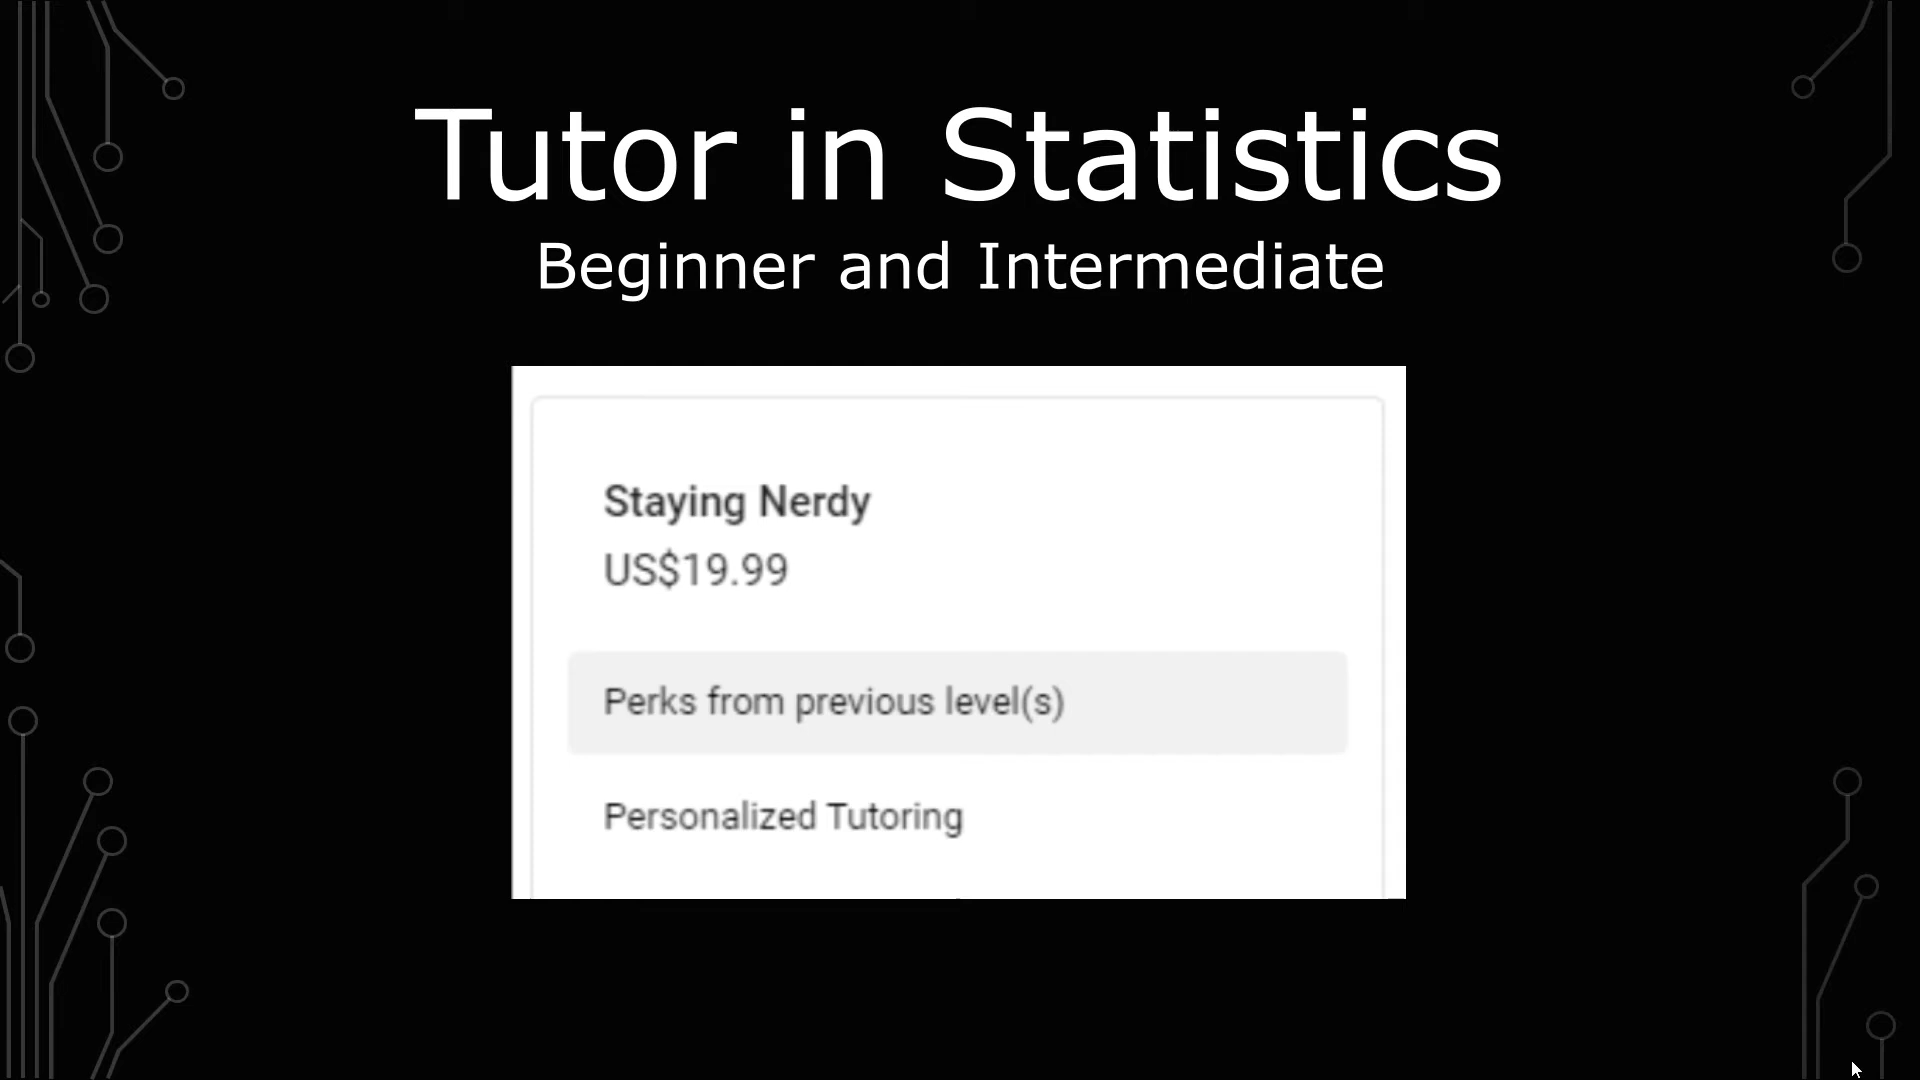 Tutor in Statistics
Beginner and Intermediate
Staying Nerdy
US$19.99
Perks from previous level(s)
Personalized Tutoring